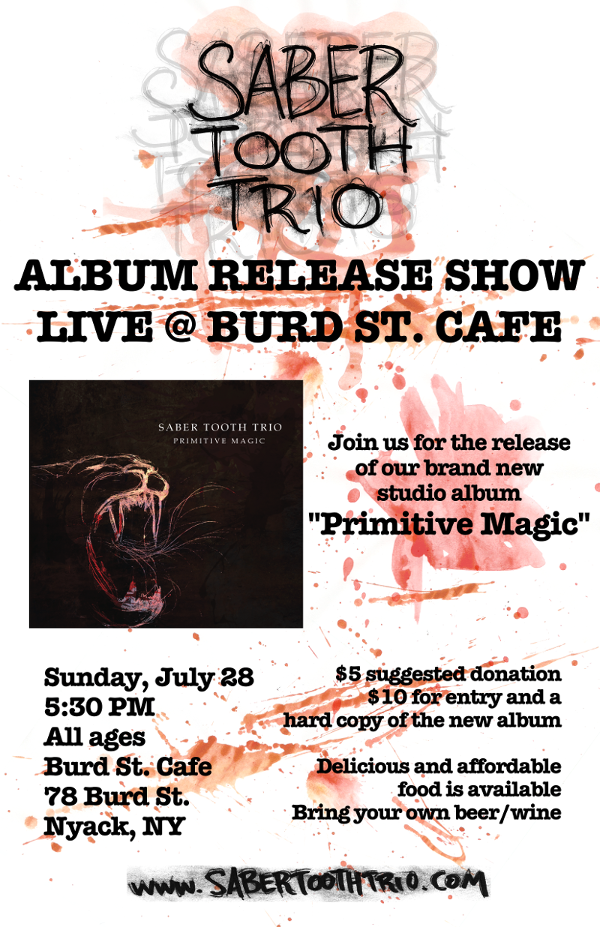 SABER
TOOTH
TRIO
ALBUM RELEASE SHOW
LIVE @ BURD ST. CAFE
SABER TOOTH TRIO
PRIMITIVE MAGIC
Join us for the release
of our brand new
studio album
"Primitive Magic"
Sunday, July 28
5:30 PM
All ages
Burd St. Cafe
78 Burd St.
Nyack, NY
$5 suggested donation
$10 for entry and a
hard copy of the new album
Delicious and affordable
food is available
Bring your own beer/wine
www.SABERTOOTHTRIO.COM